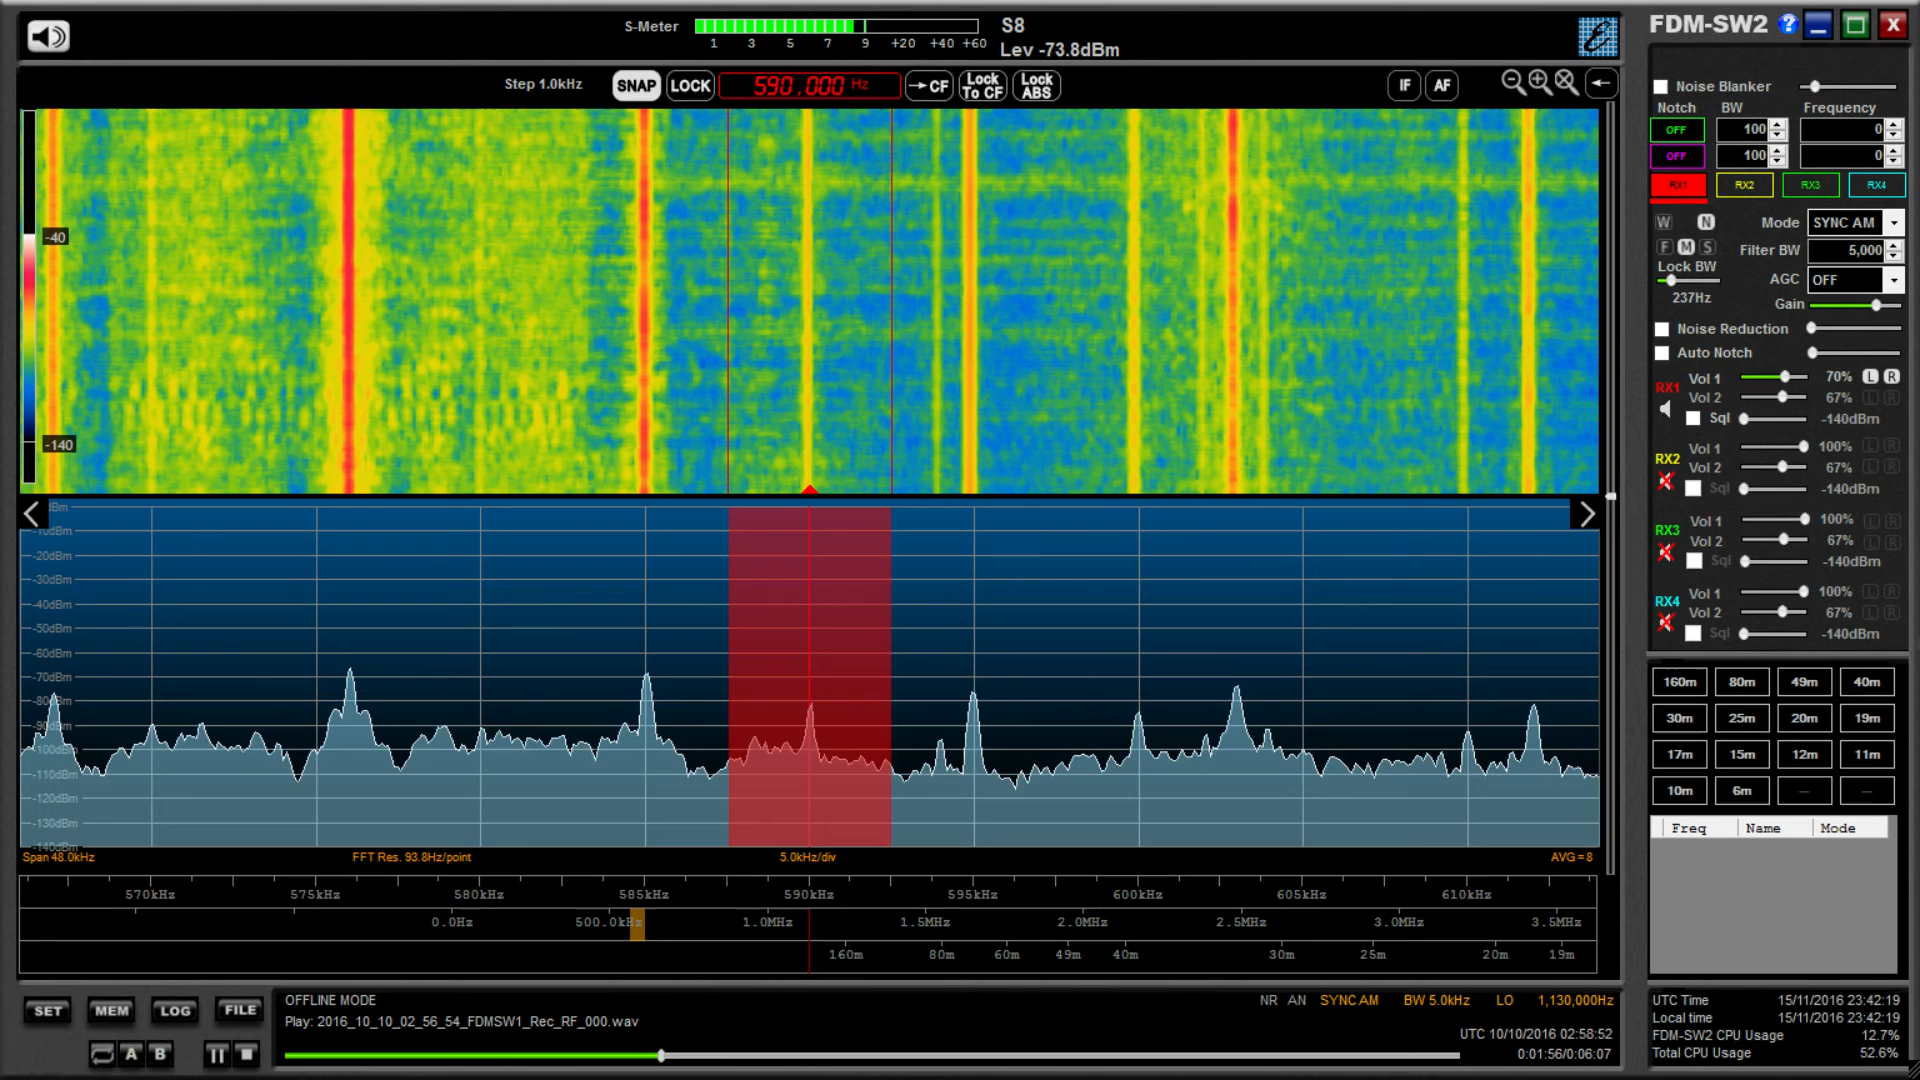 S-Meter
1 3 5 7 9 +20 +40 +60
S8
Lev -73.8dBm
FDM-SW2 ?
Step 1.0kHz SNAP LOCK 590.000 Hz →CF Lock To CF Lock ABS IF AF
-40
-140
Noise Blanker
Notch BW Frequency
OFF 100 0
OFF 100 0
RX1 RX2 RX3 RX4
W N Mode SYNC AM
F M S Filter BW 5,000
Lock BW AGC OFF
237Hz Gain
Noise Reduction
Auto Notch
RX1 Vol 1 70% L R
Vol 2 67% L R
Sql -140dBm
RX2 Vol 1 100% L R
Vol 2 67% L R
Sql -140dBm
RX3 Vol 1 100% L R
Vol 2 67% L R
Sql -140dBm
RX4 Vol 1 100% L R
Vol 2 67% L R
Sql -140dBm
160m 80m 49m 40m
30m 25m 20m 19m
17m 15m 12m 11m
10m 6m — —
Freq Name Mode
-10dBm
-20dBm
-30dBm
-40dBm
-50dBm
-60dBm
-70dBm
-80dBm
-90dBm
-100dBm
-110dBm
-120dBm
-130dBm
-140dBm
Span 48.0kHz FFT Res. 93.8Hz/point 5.0kHz/div AVG=8
570kHz 575kHz 580kHz 585kHz 590kHz 595kHz 600kHz 605kHz 610kHz
0.0Hz 500.0kHz 1.0MHz 1.5MHz 2.0MHz 2.5MHz 3.0MHz 3.5MHz
160m 80m 60m 49m 40m 30m 25m 20m 19m
SET MEM LOG FILE
A B
OFFLINE MODE
Play: 2016_10_10_02_56_54_FDMSW1_Rec_RF_000.wav
NR AN SYNC AM BW 5.0kHz LO 1,130,000Hz
UTC 10/10/2016 02:58:52
0:01:56/0:06:07
UTC Time 15/11/2016 23:42:19
Local time 15/11/2016 23:42:19
FDM-SW2 CPU Usage 12.7%
Total CPU Usage 52.6%